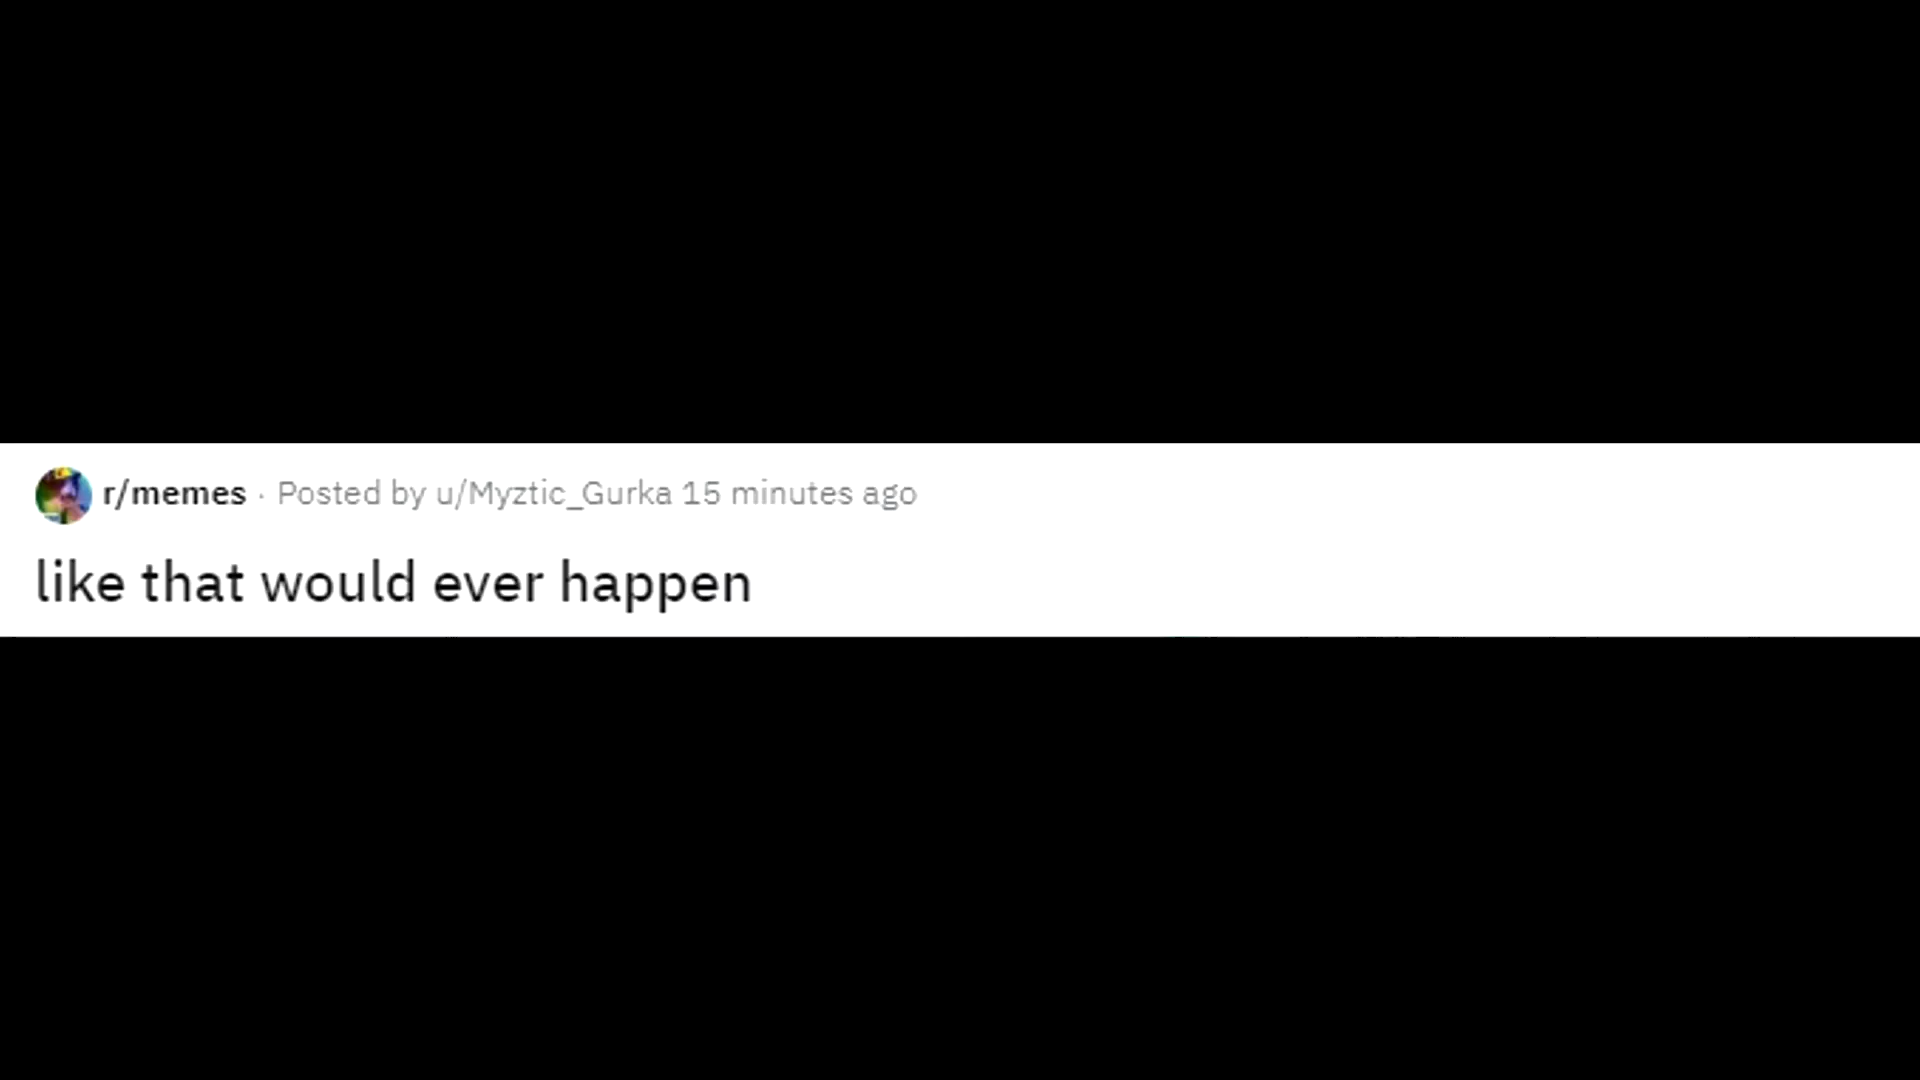 r/memes · Posted by u/Myztic_Gurka 15 minutes ago
like that would ever happen